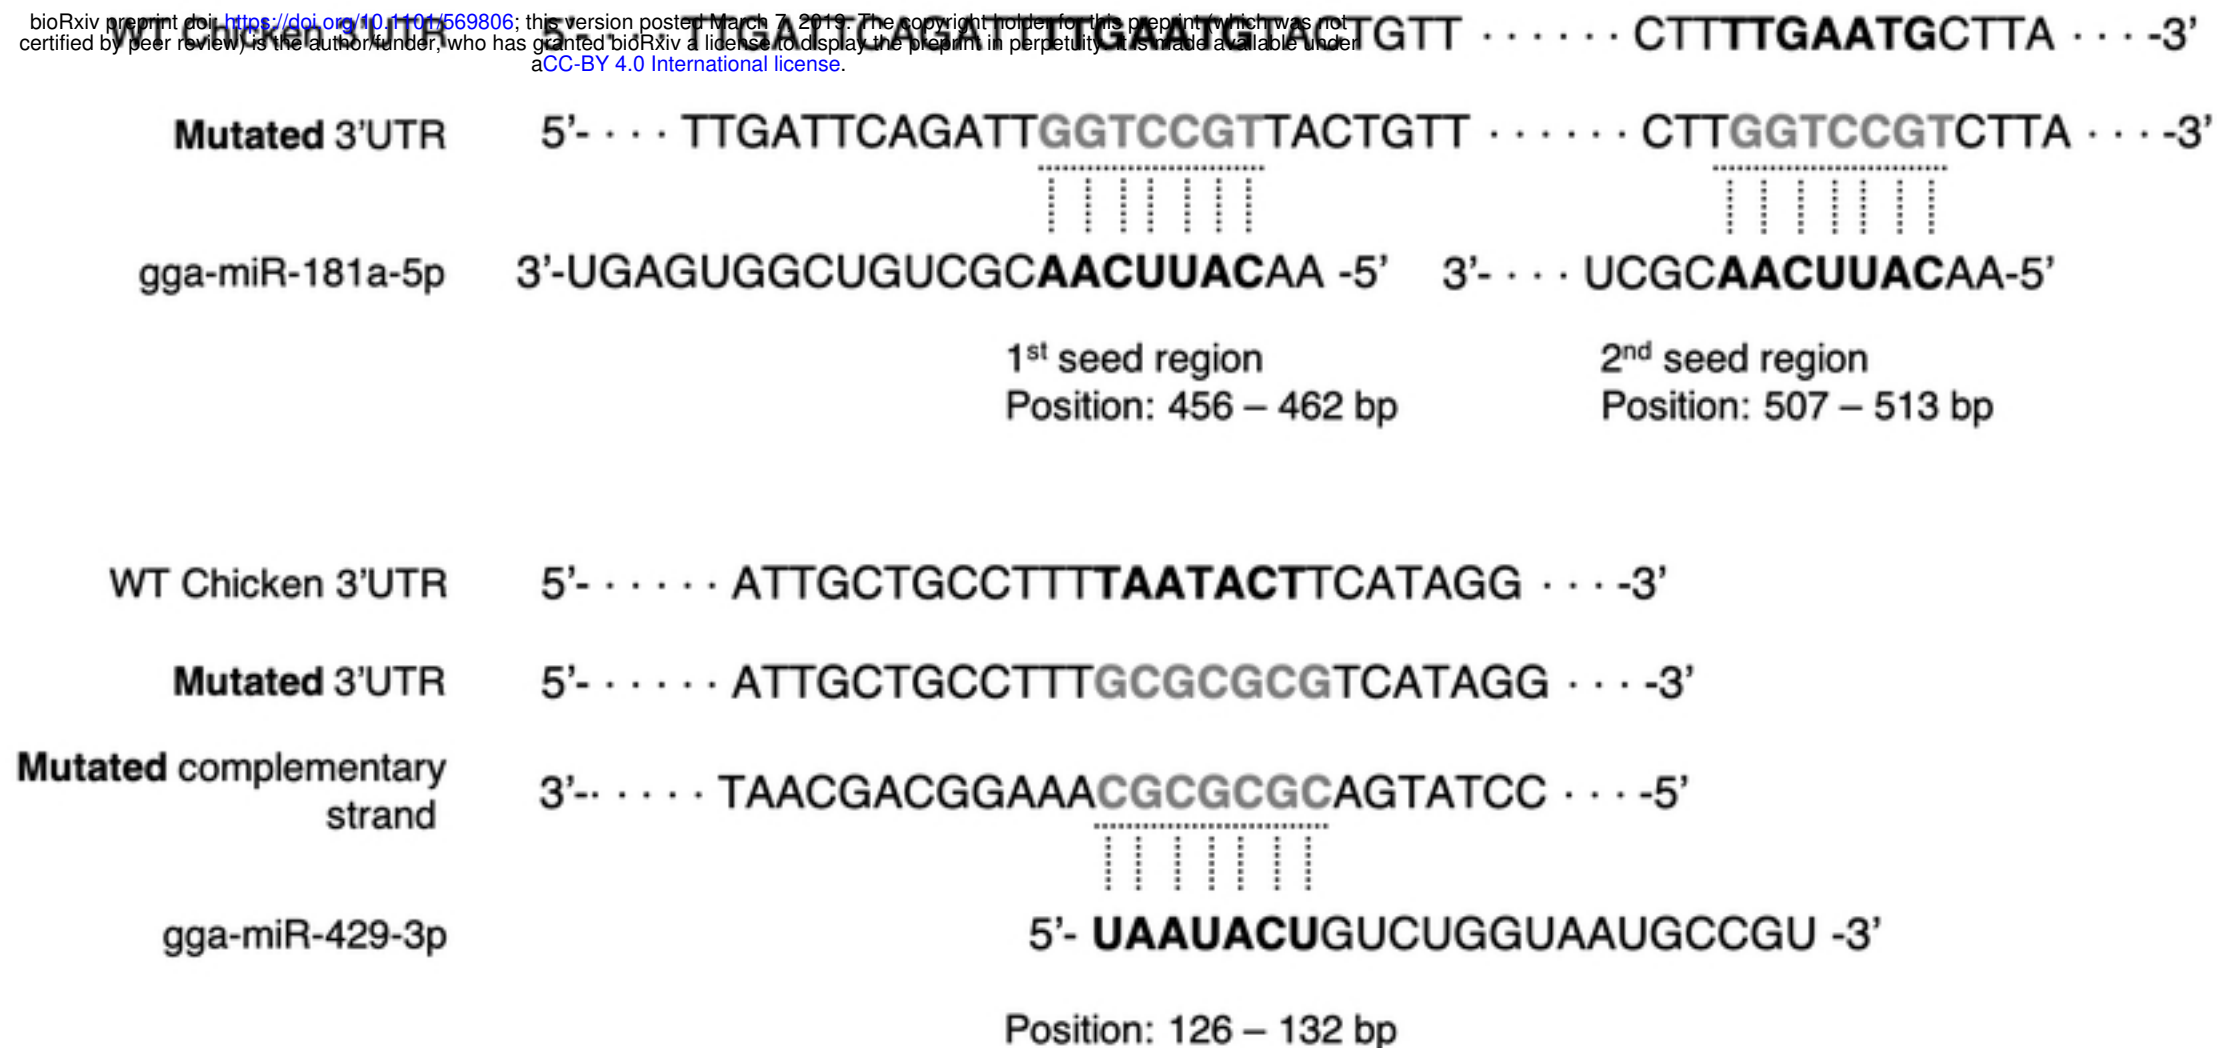 bioRxiv preprint doi: https://doi.org/10.1101/569806; this version posted March 7, 2019. The copyright holder for this preprint (which was not
certified by peer review) is the author/funder, who has granted bioRxiv a license to display the preprint in perpetuity. It is made available under
aCC-BY 4.0 International license.
WT Chicken 3'UTR 5'- · · · · TTGATTCAGATTTTGAATGTACTGTT · · · · · · CTTTTGAATGCTTA · · · ·-3'
Mutated 3'UTR 5'- · · · · TTGATTCAGATTGGTCCGTTACTGTT · · · · · · CTTGGTCCGTCTTA · · · ·-3'
gga-miR-181a-5p 3'-UGAGUGGCUGUCGCAACUUACAA -5' 3'- · · · · UCGCAACUUACAA-5'
1st seed region 2nd seed region
Position: 456 – 462 bp Position: 507 – 513 bp
WT Chicken 3'UTR 5'- · · · · · · ATTGCTGCCTTTTAATACTTCATAGG · · · ·-3'
Mutated 3'UTR 5'- · · · · · · ATTGCTGCCTTTGCGCGCGTCATAGG · · · ·-3'
Mutated complementary
strand 3'-· · · · · · TAACGACGGAAACGCGCGCAGTATCC · · · ·-5'
gga-miR-429-3p 5'- UAAUACUGUCUGGUAAUGCCGU -3'
Position: 126 – 132 bp